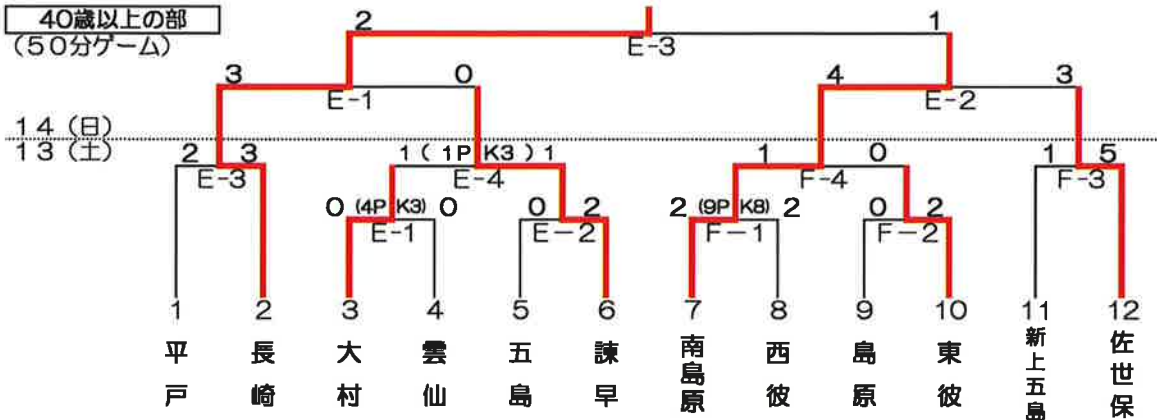 40歳以上の部
(50分ゲーム)
2 E-3 1
3 E-1 0 4 E-2 3
14 (日)
13 (土)
2 E-3 3 1 ( 1P K3 ) 1 E-4 1 F-4 0 1 F-3 5
0 (4P K3) 0 E-1 0 E-2 2 2 (9P K8) 2 F-1 0 F-2 2
1 2 3 4 5 6 7 8 9 10 11 12
平戸 長崎 大村 雲仙 五島 諫早 南島原 西彼 島原 東彼 新上五島 佐世保